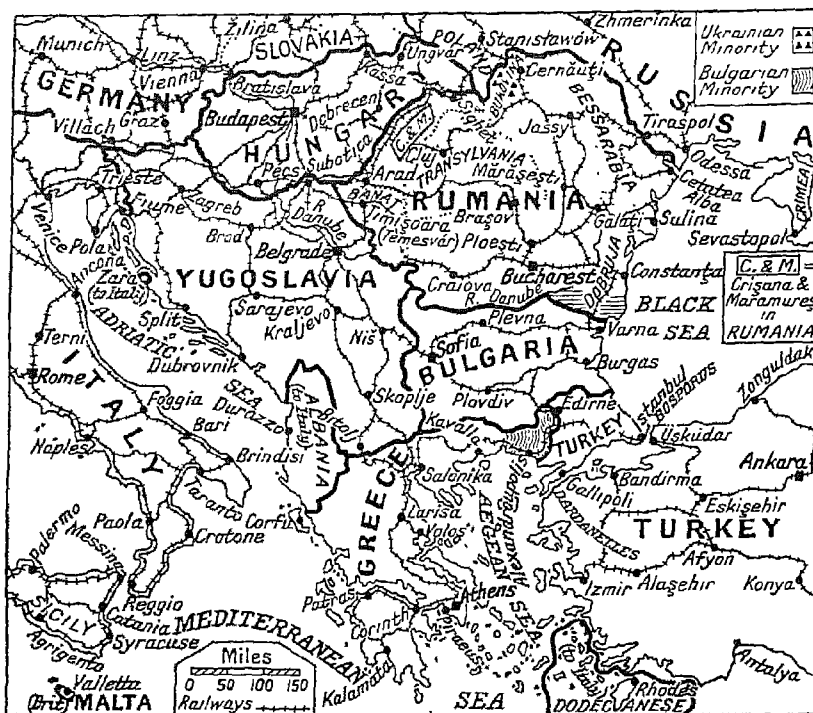 Zhmerinka
Žilina
Munich
Linz
SLOVAKIA
POLAND
Stanisławów
Ukrainian
Minority
Vienna
Kassa
Ungvár
RUSSIA
Cernăuţi
Bulgarian
Minority
GERMANY
Bratislava
BUKOVINA
BESSARABIA
Budapest
Debrecen
Sighet
Villach
Graz
HUNGARY
C. & M.
Jassy
Tiraspol
Odessa
Pécs
Subotica
Cluj
TRANSYLVANIA
Mărăşeşti
Cetatea
Alba
CRIMEA
Trieste
Arad
BANAT
RUMANIA
Venice
Fiume
Zagreb
R.
Danube
Timişoara
(Temesvár)
Braşov
Galaţi
Sulina
Pola
Brod
Ploeşti
Sevastopol
Belgrade
Ancona
Zara
(to Italy)
YUGOSLAVIA
Bucharest
DOBRUJA
Constanţa
C. & M. =
Crişana &
Maramureş
in
RUMANIA
Craiova
R. Danube
BLACK
SEA
Sarajevo
Kraljevo
Plevna
Varna
Terni
ADRIATIC
SEA
Split
Niš
Sofia
BULGARIA
Dubrovnik
Burgas
ITALY
Rome
Skoplje
Plovdiv
Edirne
Istanbul
BOSPORUS
Zonguldak
Foggia
Durazzo
ALBANIA
(to Italy)
Bitolj
Kavalla
TURKEY
Üsküdar
Bari
Naples
Brindisi
Salonika
Alexandroúpolis
Gallipoli
Bandirma
Ankara
Taranto
GREECE
AEGEAN
SEA
DARDANELLES
Eskişehir
Paola
Corfu
Larisa
TURKEY
Crotone
Volos
Afyon
Palermo
Messina
Izmir
Alaşehir
Konya
Reggio
Patras
Athens
SICILY
Catania
MEDITERRANEAN
SEA
Corinth
Piraeus
Agrigento
Syracuse
Miles
0 50 100 150
Railways
Kalamata
(to Italy)
Antalya
Valletta
(Brit) MALTA
Rhodes
DODECANESE